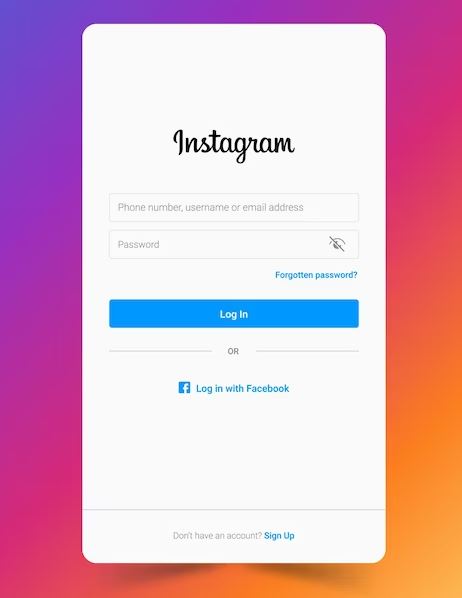 Instagram
Phone number, username or email address
Password
Forgotten password?
Log In
OR
Log in with Facebook
Don't have an account? Sign Up